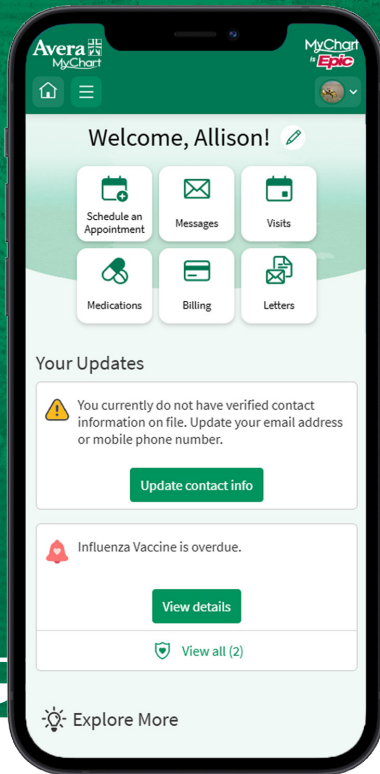 Avera
MyChart
MyChart
Epic
Welcome, Allison!
Schedule an
Appointment
Messages
Visits
Medications
Billing
Letters
Your Updates
You currently do not have verified contact
information on file. Update your email address
or mobile phone number.
Update contact info
Influenza Vaccine is overdue.
View details
View all (2)
Explore More